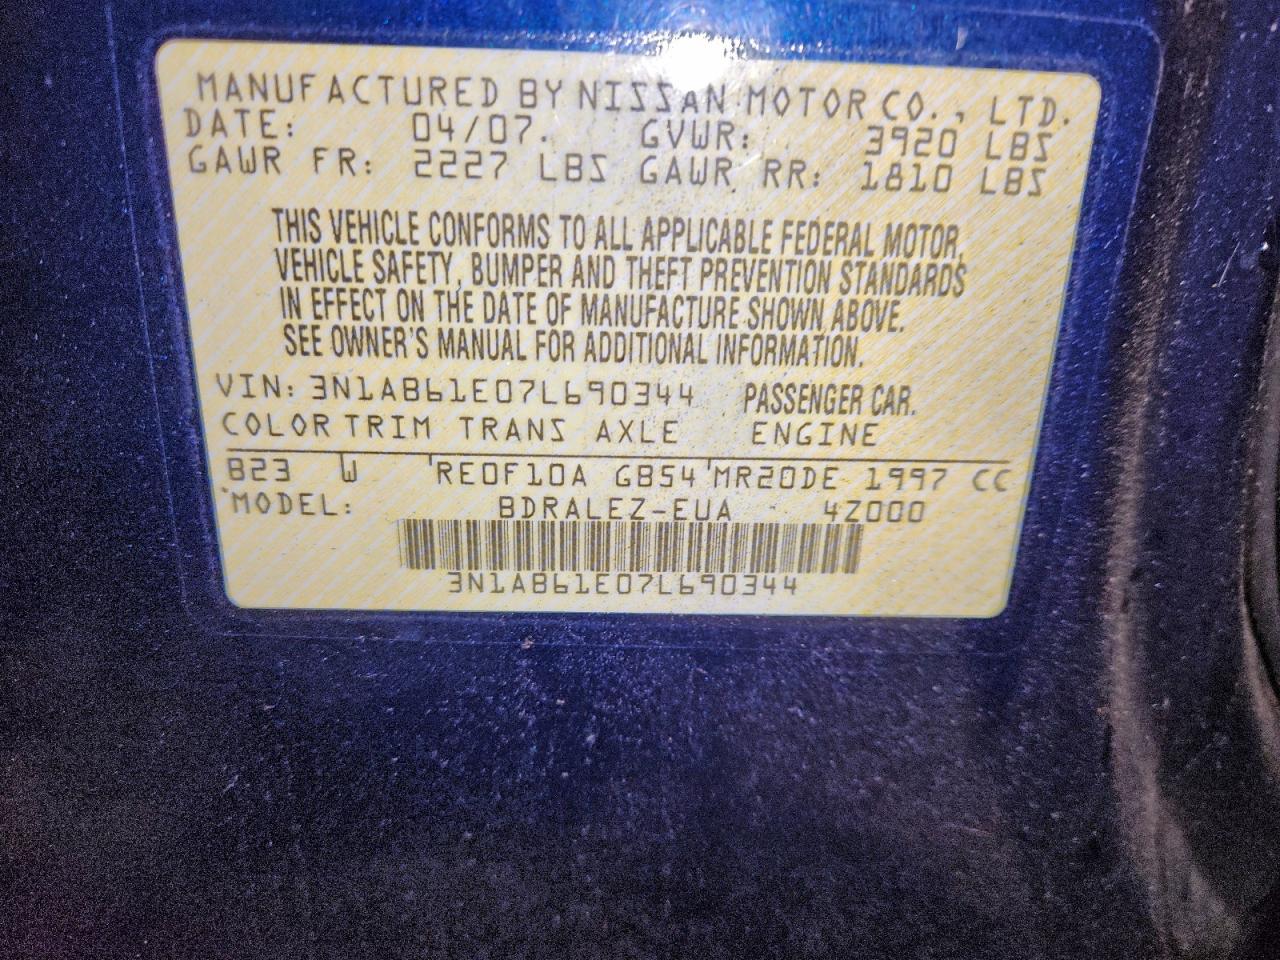 MANUFACTURED BY NISSAN MOTOR CO., LTD.
DATE: 04/07. GVWR: 3920 LBS
GAWR FR: 2227 LBS GAWR RR: 1810 LBS
THIS VEHICLE CONFORMS TO ALL APPLICABLE FEDERAL MOTOR,
VEHICLE SAFETY, BUMPER AND THEFT PREVENTION STANDARDS
IN EFFECT ON THE DATE OF MANUFACTURE SHOWN ABOVE.
SEE OWNER'S MANUAL FOR ADDITIONAL INFORMATION.
VIN: 3N1AB61E07L690344 PASSENGER CAR.
COLOR TRIM TRANS AXLE ENGINE
B23 W RE0F10A GB54 MR20DE 1997 CC
MODEL: BDRALEZ-EUA 4Z000
3N1AB61E07L690344